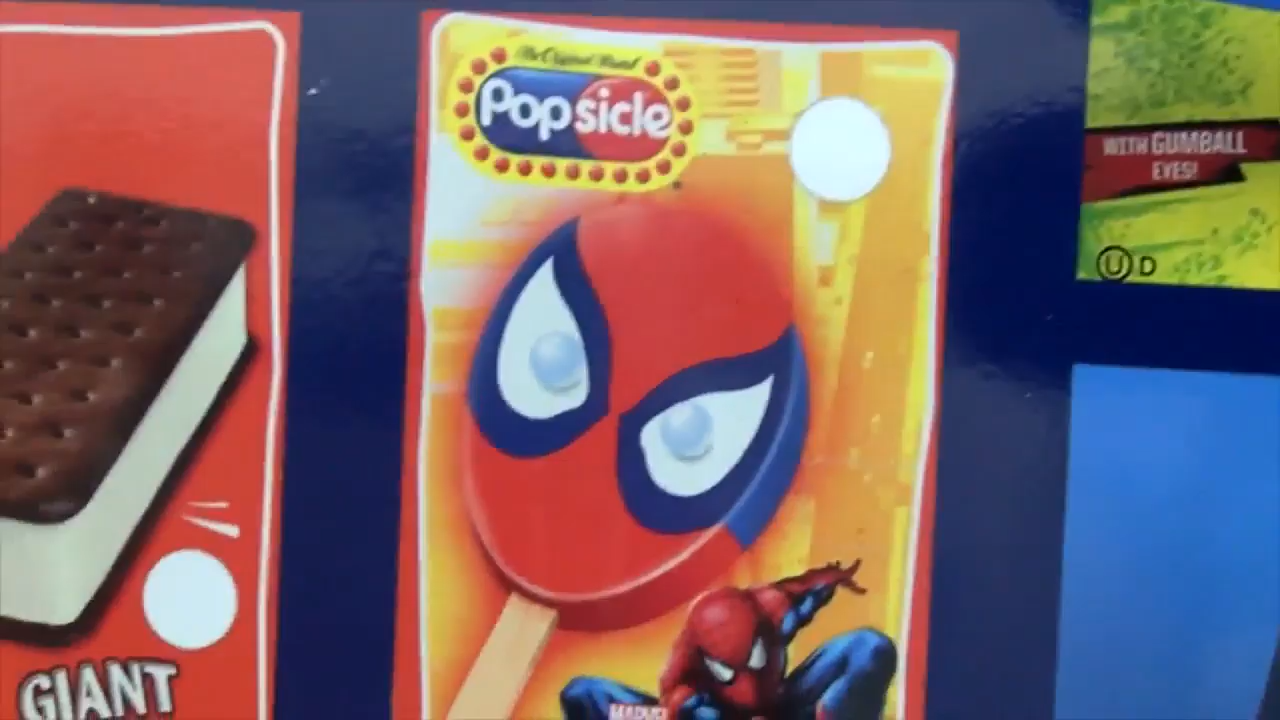 The Original Brand
Popsicle
WITH GUMBALL
EYES!
U D
GIANT
MARVEL